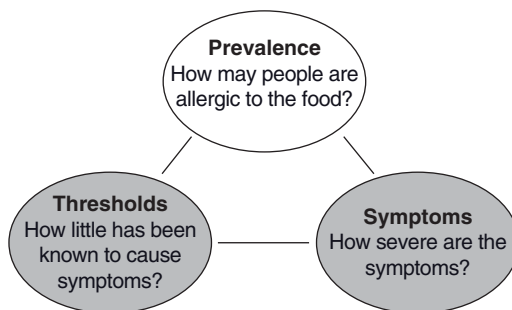 Prevalence
How may people are
allergic to the food?
Thresholds
How little has been
known to cause
symptoms?
Symptoms
How severe are the
symptoms?